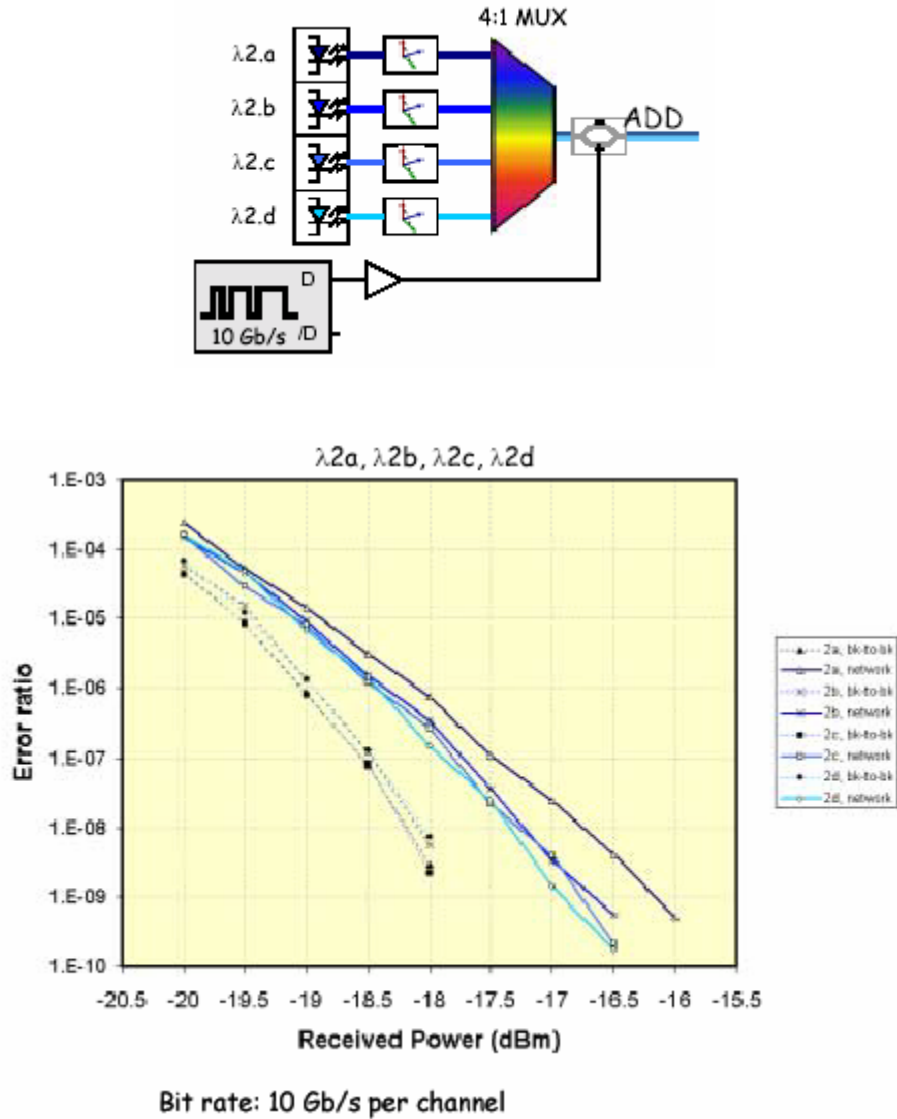 4:1 MUX
λ2.a
λ2.b
λ2.c
λ2.d
ADD
D
10 Gb/s /D
λ2a, λ2b, λ2c, λ2d
1.E-03
1.E-04
1.E-05
1.E-06
1.E-07
1.E-08
1.E-09
1.E-10
Error ratio
-20.5 -20 -19.5 -19 -18.5 -18 -17.5 -17 -16.5 -16 -15.5
Received Power (dBm)
2a, bk-to-bk
2a, network
2b, bk-to-bk
2b, network
2c, bk-to-bk
2c, network
2d, bk-to-bk
2d, network
Bit rate: 10 Gb/s per channel